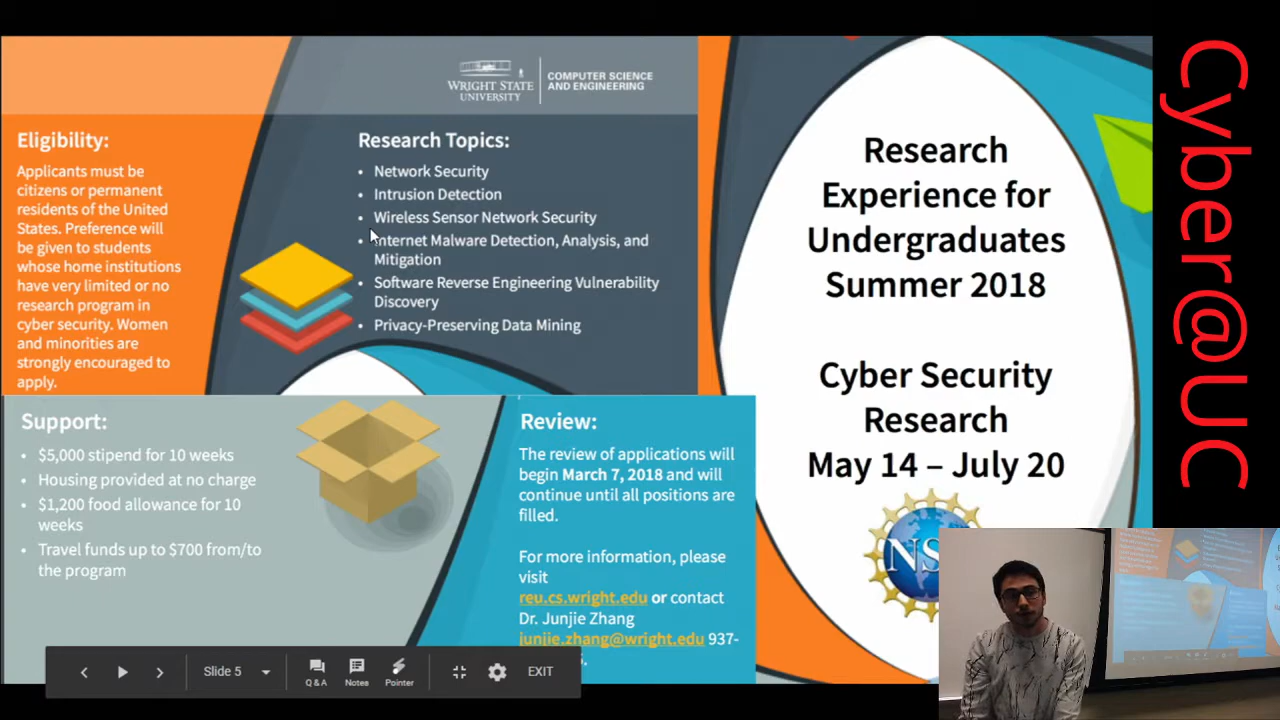 WRIGHT STATE
UNIVERSITY
COMPUTER SCIENCE
AND ENGINEERING
Eligibility:
Applicants must be
citizens or permanent
residents of the United
States. Preference will
be given to students
whose home institutions
have very limited or no
research program in
cyber security. Women
and minorities are
strongly encouraged to
apply.
Research Topics:
• Network Security
• Intrusion Detection
• Wireless Sensor Network Security
• Internet Malware Detection, Analysis, and
Mitigation
• Software Reverse Engineering Vulnerability
Discovery
• Privacy-Preserving Data Mining
Support:
• $5,000 stipend for 10 weeks
• Housing provided at no charge
• $1,200 food allowance for 10
weeks
• Travel funds up to $700 from/to
the program
Review:
The review of applications will
begin March 7, 2018 and will
continue until all positions are
filled.
For more information, please
visit
reu.cs.wright.edu or contact
Dr. Junjie Zhang
junjie.zhang@wright.edu 937-
Research
Experience for
Undergraduates
Summer 2018
Cyber Security
Research
May 14 – July 20
NS
Cyber@UC
Slide 5
Q & A
Notes
Pointer
EXIT